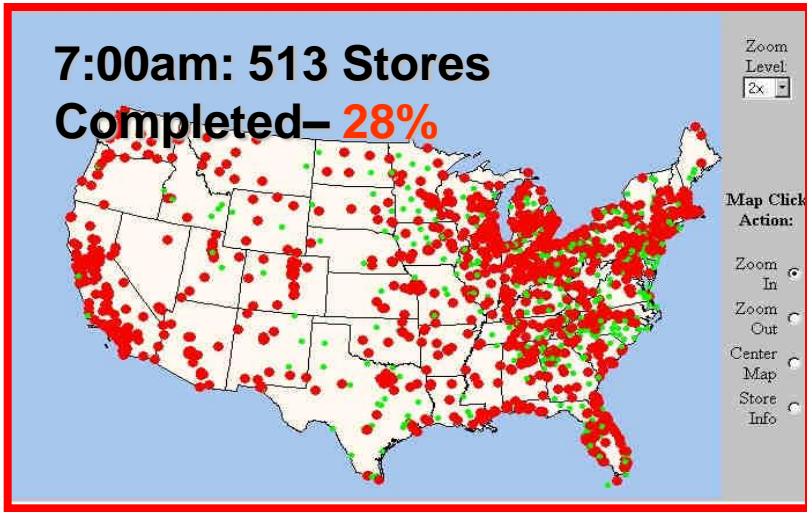 7:00am: 513 Stores
Completed– 28%
Zoom
Level:
2x
Map Click
Action:
Zoom
In
Zoom
Out
Center
Map
Store
Info